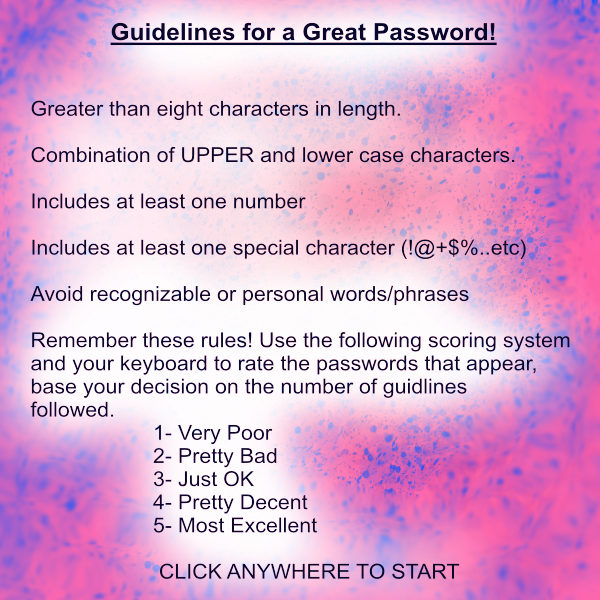 Guidelines for a Great Password!
Greater than eight characters in length.
Combination of UPPER and lower case characters.
Includes at least one number
Includes at least one special character (!@+$%..etc)
Avoid recognizable or personal words/phrases
Remember these rules! Use the following scoring system
and your keyboard to rate the passwords that appear,
base your decision on the number of guidlines
followed.
1- Very Poor
2- Pretty Bad
3- Just OK
4- Pretty Decent
5- Most Excellent
CLICK ANYWHERE TO START